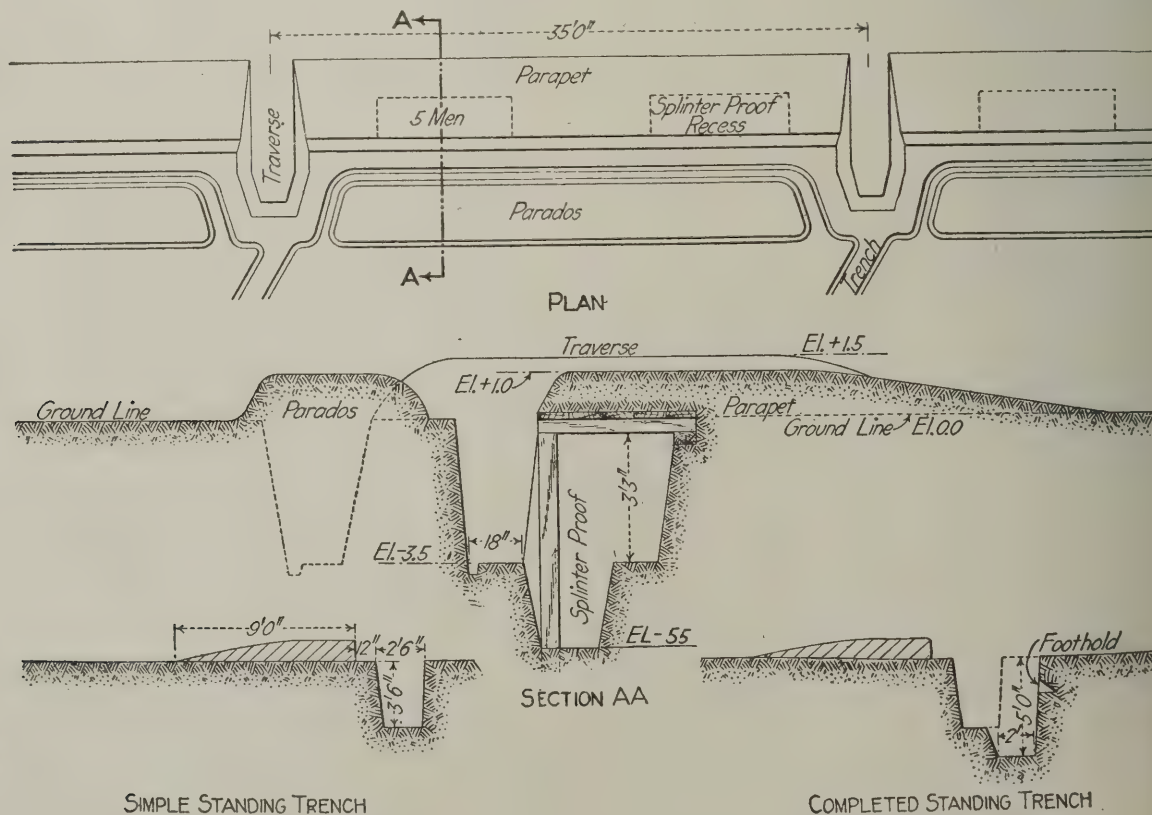 A
35'0"
Parapet
5 Men
Splinter Proof
Recess
Traverse
Parados
A
Trench
PLAN
Traverse
El.+1.5
El.+1.0
Ground Line
Parados
Parapet
Ground Line
El.0.0
3'3"
18"
El.-3.5
Splinter Proof
9'0"
12"
2'6"
EL-55
Foothold
3'6"
SECTION AA
5'0"
2'
SIMPLE STANDING TRENCH
COMPLETED STANDING TRENCH